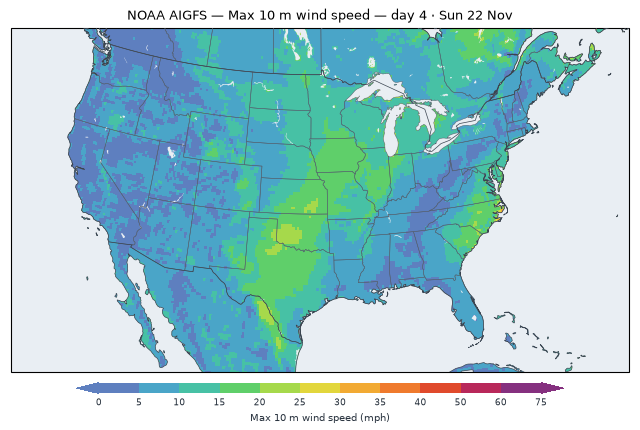 NOAA AIGFS — Max 10 m wind speed — day 4 · Sun 22 Nov
0 5 10 15 20 25 30 35 40 50 60 75
Max 10 m wind speed (mph)